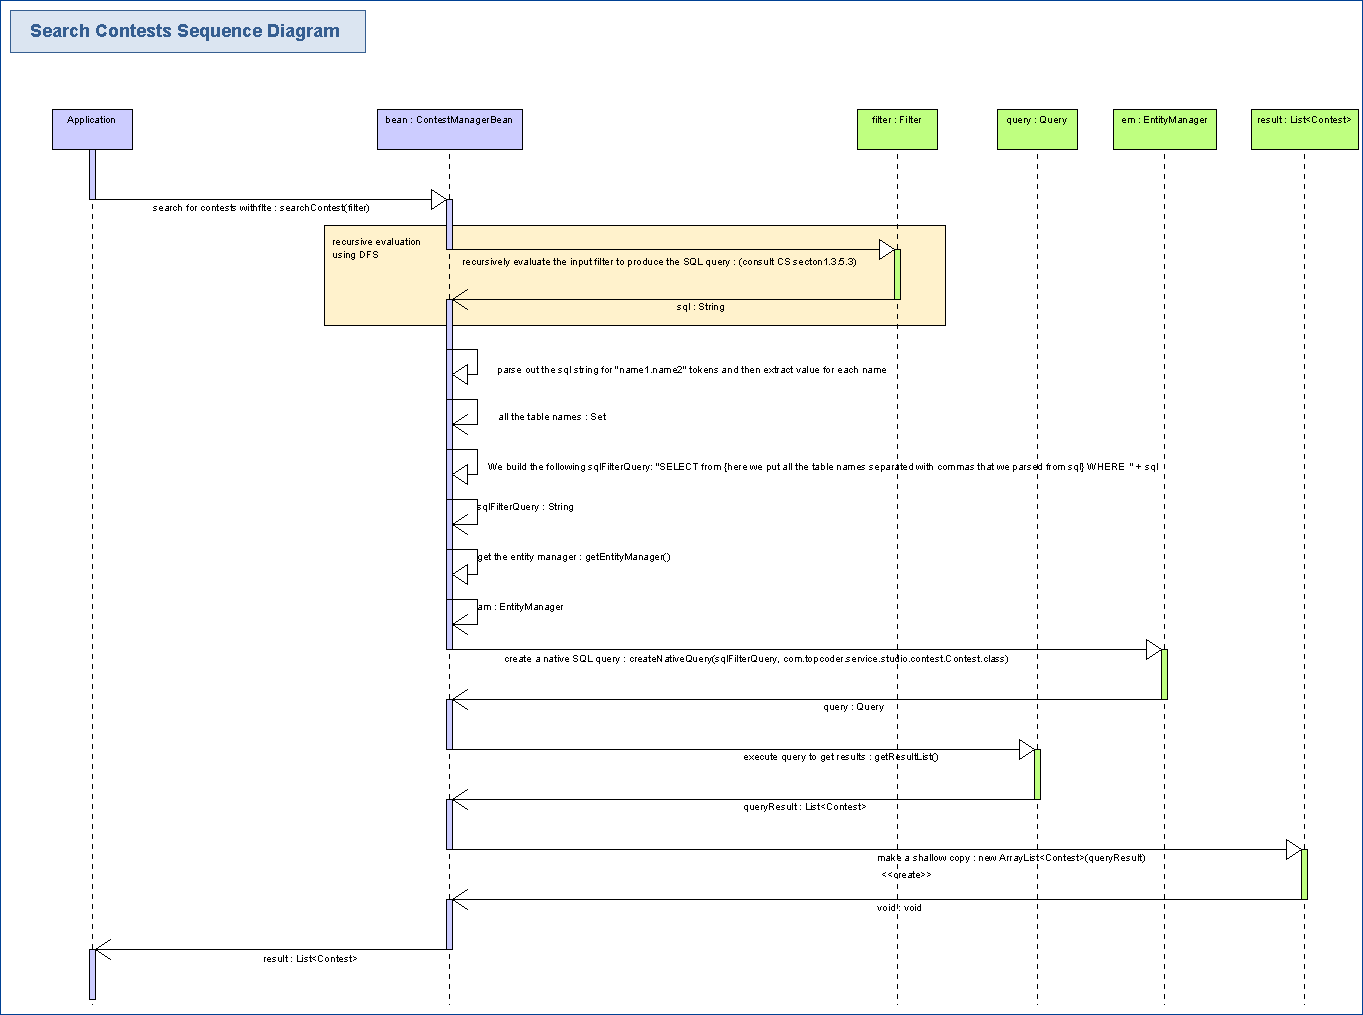 Search Contests Sequence Diagram
Application
bean : ContestManagerBean
filter : Filter
query : Query
em : EntityManager
result : List<Contest>
search for contests withflte : searchContest(filter)
recursive evaluation
using DFS
recursively evaluate the input filter to produce the SQL query : (consult CS secton1.3.5.3)
sql : String
parse out the sql string for "name1.name2" tokens and then extract value for each name
all the table names : Set
We build the following sqlFilterQuery: "SELECT from {here we put all the table names separated with commas that we parsed from sql} WHERE " + sql
sqlFilterQuery : String
get the entity manager : getEntityManager()
am : EntityManager
create a native SQL query : createNativeQuery(sqlFilterQuery, com.topcoder.service.studio.contest.Contest.class)
query : Query
execute query to get results : getResultList()
queryResult : List<Contest>
make a shallow copy : new ArrayList<Contest>(queryResult)
<<create>>
void : void
result : List<Contest>